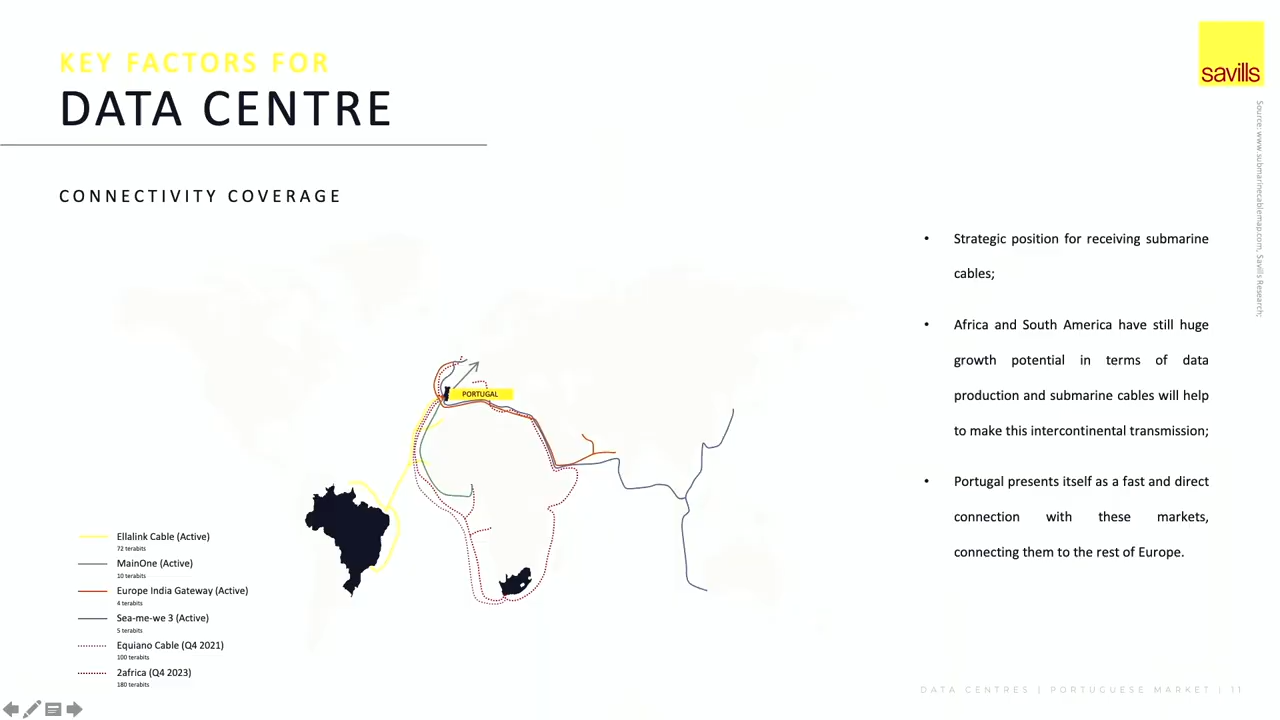 KEY FACTORS FOR
DATA CENTRE
savills
Source: www.submarinecablemap.com, Savills Research;
CONNECTIVITY COVERAGE
• Strategic position for receiving submarine
cables;
• Africa and South America have still huge
growth potential in terms of data
production and submarine cables will help
to make this intercontinental transmission;
• Portugal presents itself as a fast and direct
connection with these markets,
connecting them to the rest of Europe.
PORTUGAL
Ellalink Cable (Active)
72 terabits
MainOne (Active)
10 terabits
Europe India Gateway (Active)
4 terabits
Sea-me-we 3 (Active)
5 terabits
Equiano Cable (Q4 2021)
100 terabits
2africa (Q4 2023)
180 terabits
DATA CENTRES | PORTUGUESE MARKET | 11